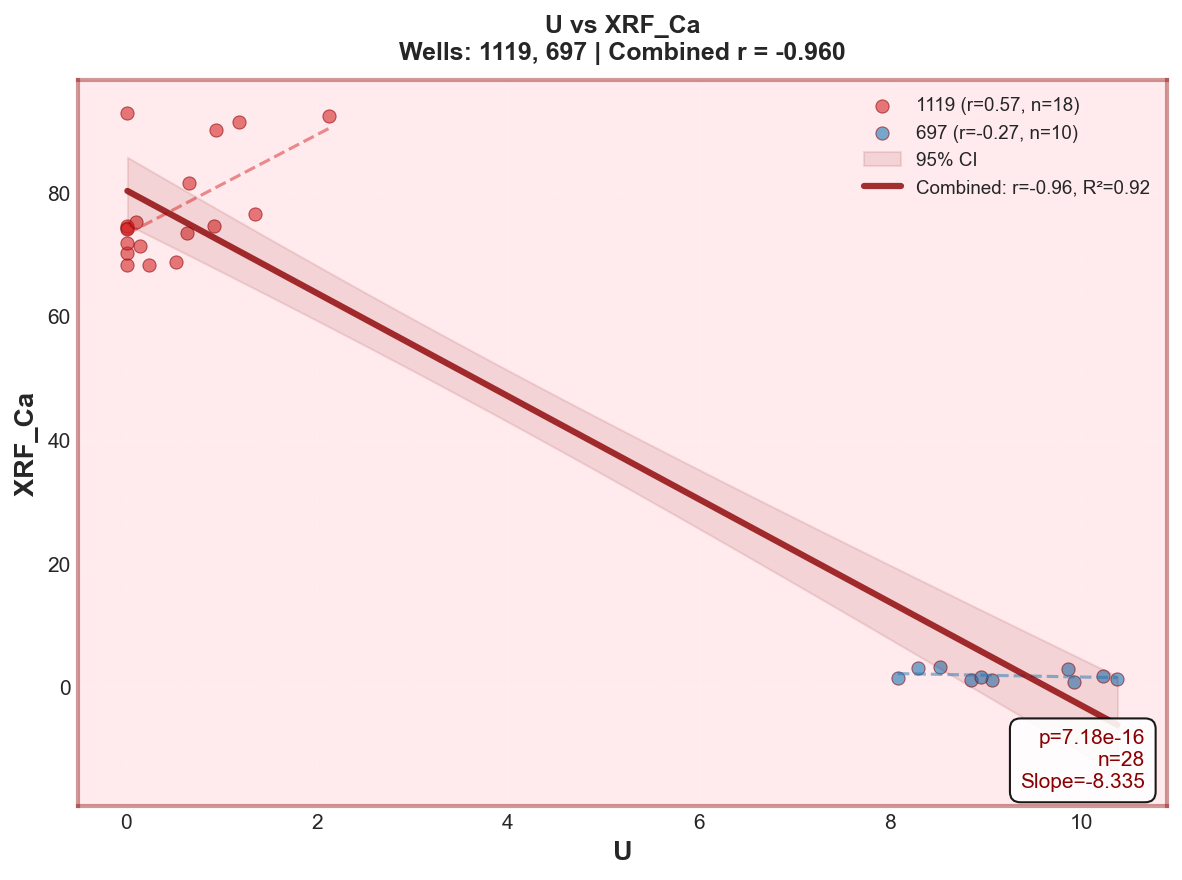 U vs XRF_Ca
Wells: 1119, 697 | Combined r = -0.960
1119 (r=0.57, n=18)
697 (r=-0.27, n=10)
95% CI
Combined: r=-0.96, R²=0.92
80
60
40
20
0
XRF_Ca
p=7.18e-16
n=28
Slope=-8.335
0 2 4 6 8 10
U